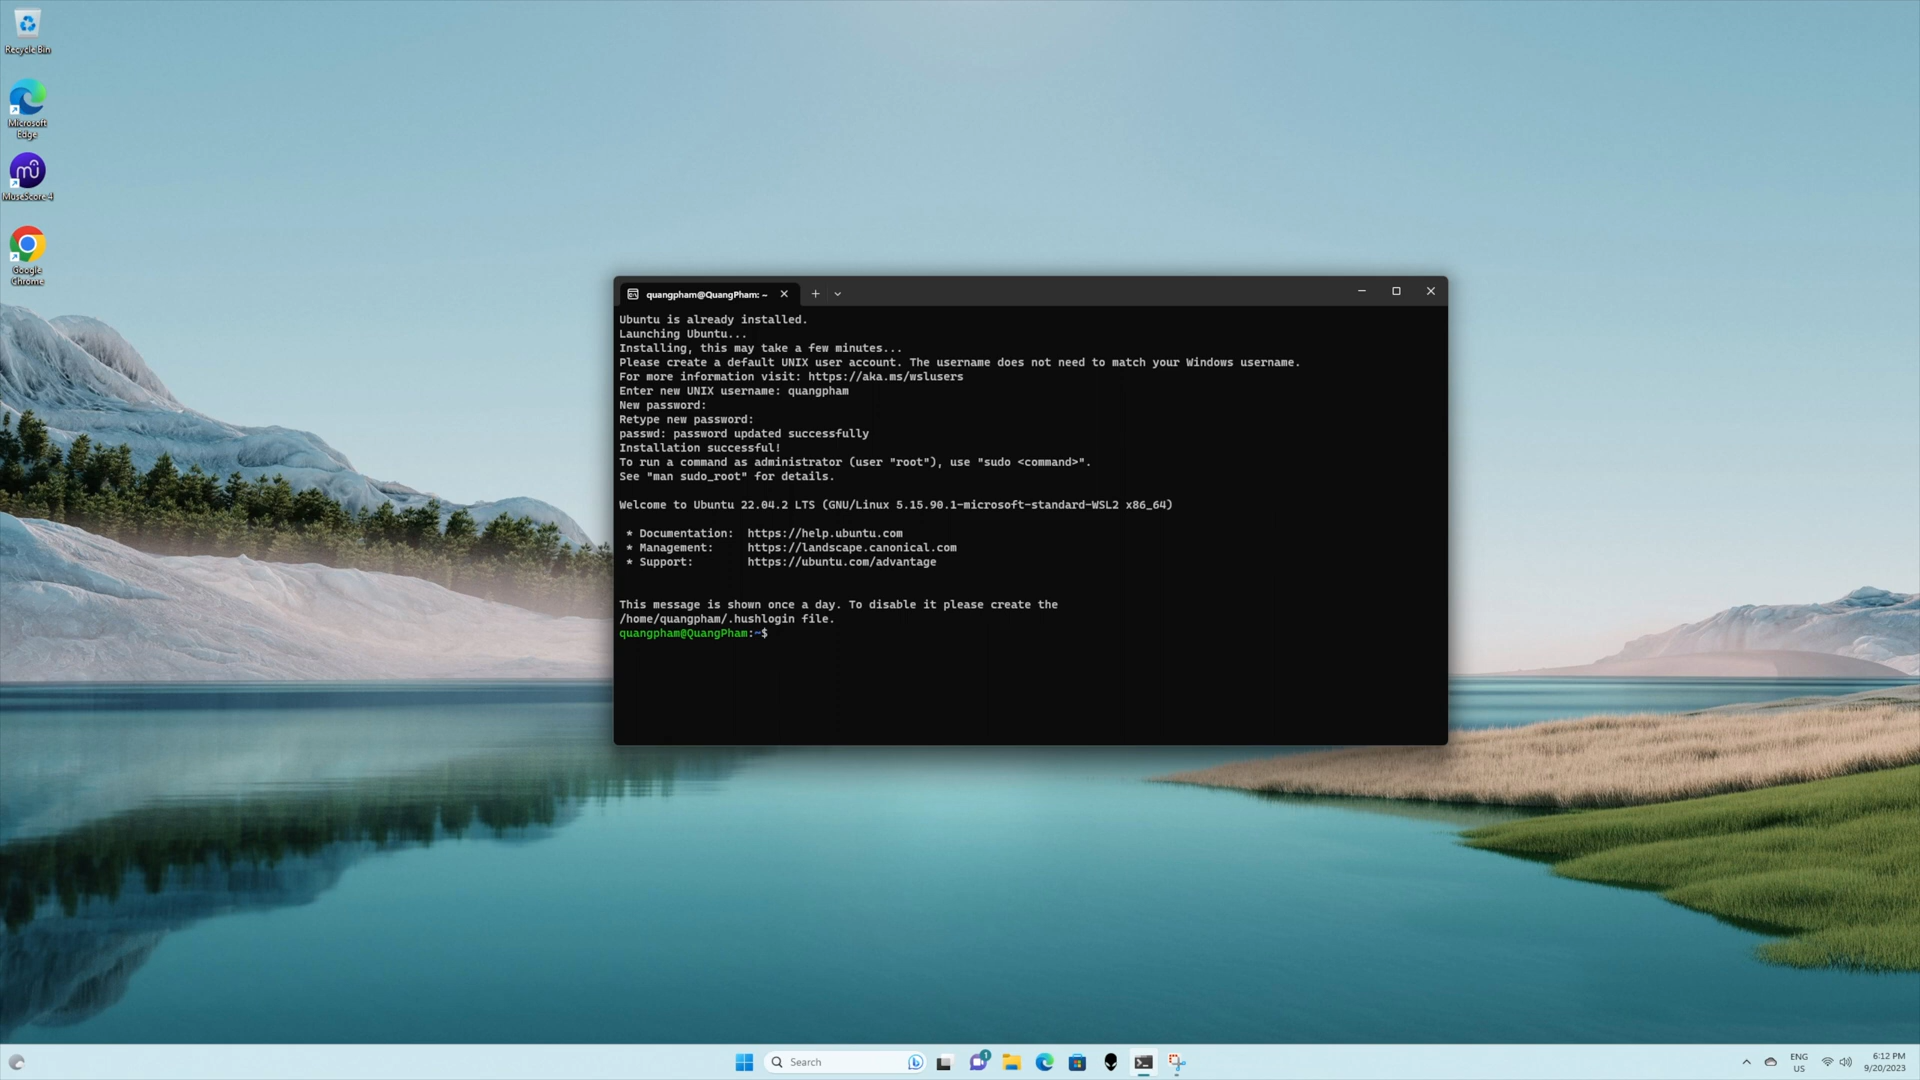 Recycle Bin
Microsoft
Edge
MuseScore 4
Google
Chrome
quangpham@QuangPham: ~
Ubuntu is already installed.
Launching Ubuntu...
Installing, this may take a few minutes...
Please create a default UNIX user account. The username does not need to match your Windows username.
For more information visit: https://aka.ms/wslusers
Enter new UNIX username: quangpham
New password:
Retype new password:
passwd: password updated successfully
Installation successful!
To run a command as administrator (user "root"), use "sudo <command>".
See "man sudo_root" for details.
Welcome to Ubuntu 22.04.2 LTS (GNU/Linux 5.15.90.1-microsoft-standard-WSL2 x86_64)
* Documentation: https://help.ubuntu.com
* Management: https://landscape.canonical.com
* Support: https://ubuntu.com/advantage
This message is shown once a day. To disable it please create the
/home/quangpham/.hushlogin file.
quangpham@QuangPham:~$
Search
1
ENG
US
6:12 PM
9/20/2023